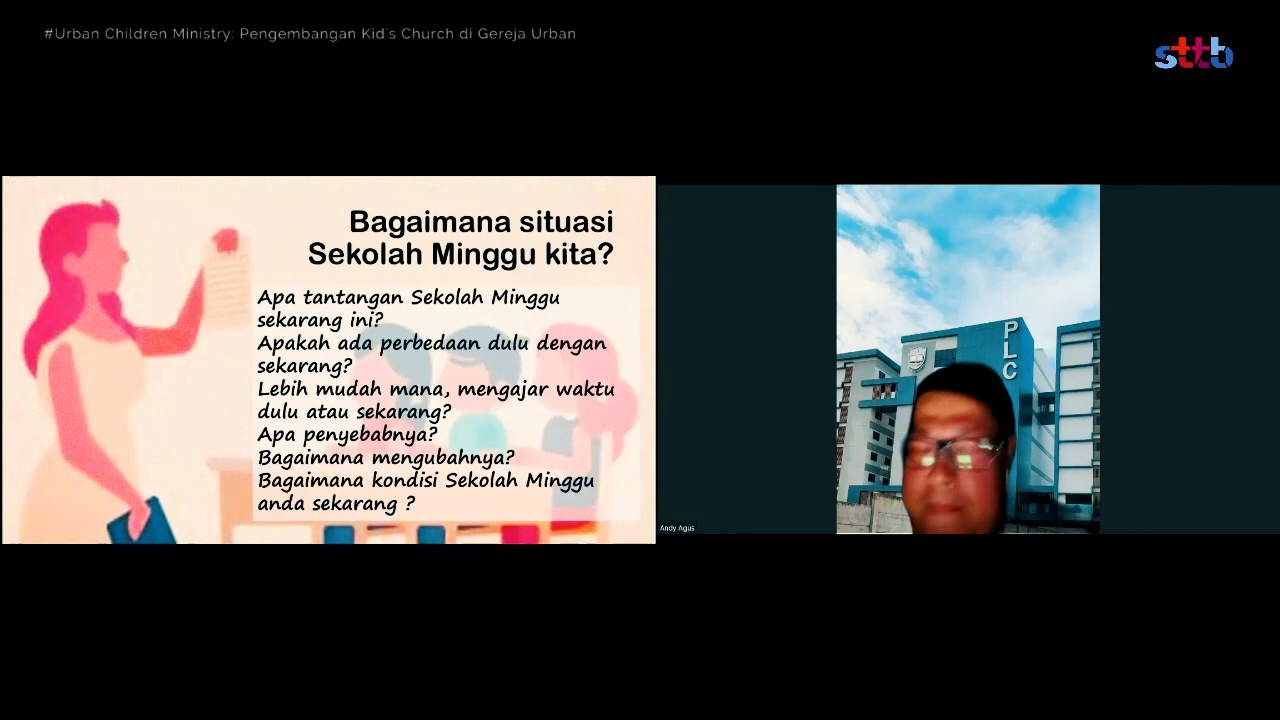 #Urban Children Ministry: Pengembangan Kid's Church di Gereja Urban
sttb
Bagaimana situasi
Sekolah Minggu kita?
Apa tantangan Sekolah Minggu
sekarang ini?
Apakah ada perbedaan dulu dengan
sekarang?
Lebih mudah mana, mengajar waktu
dulu atau sekarang?
Apa penyebabnya?
Bagaimana mengubahnya?
Bagaimana kondisi Sekolah Minggu
anda sekarang ?
PLC
Andy Agus